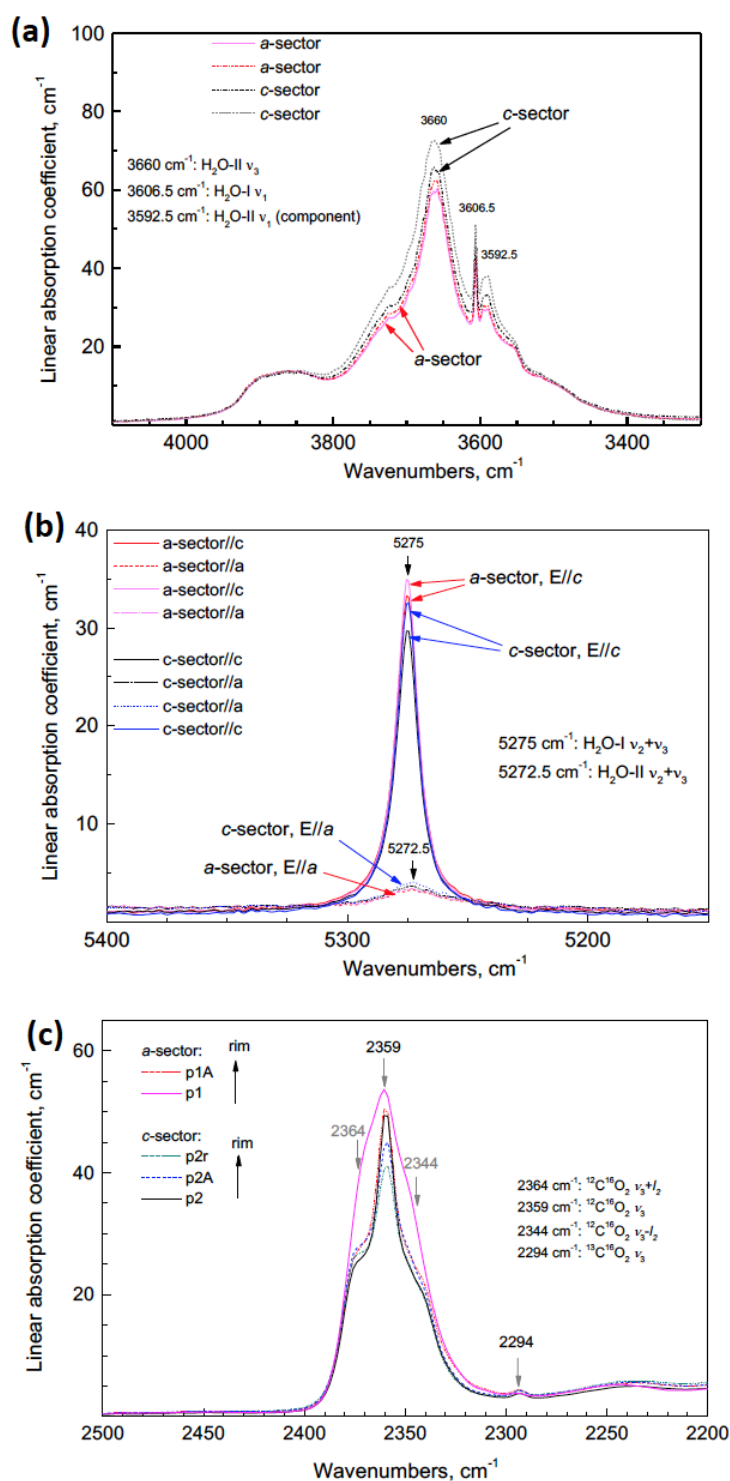 (a)
Linear absorption coefficient, cm⁻¹
100
80
60
40
20
a-sector
a-sector
c-sector
c-sector
3660 cm⁻¹: H₂O-II ν₃
3606.5 cm⁻¹: H₂O-I ν₁
3592.5 cm⁻¹: H₂O-II ν₁ (component)
3660
c-sector
3606.5
3592.5
a-sector
4000 3800 3600 3400
Wavenumbers, cm⁻¹
(b)
Linear absorption coefficient, cm⁻¹
40
30
20
10
a-sector//c
a-sector//a
a-sector//c
a-sector//a
c-sector//c
c-sector//a
c-sector//a
c-sector//c
5275
a-sector, E//c
c-sector, E//c
5275 cm⁻¹: H₂O-I ν₂+ν₃
5272.5 cm⁻¹: H₂O-II ν₂+ν₃
c-sector, E//a
5272.5
a-sector, E//a
5400 5300 5200
Wavenumbers, cm⁻¹
(c)
Linear absorption coefficient, cm⁻¹
60
40
20
a-sector: rim
p1A
p1
c-sector: rim
p2r
p2A
p2
2359
2364
2344
2364 cm⁻¹: ¹²C¹⁶O₂ ν₃+l₂
2359 cm⁻¹: ¹²C¹⁶O₂ ν₃
2344 cm⁻¹: ¹²C¹⁶O₂ ν₃-l₂
2294 cm⁻¹: ¹³C¹⁶O₂ ν₃
2294
2500 2450 2400 2350 2300 2250 2200
Wavenumbers, cm⁻¹